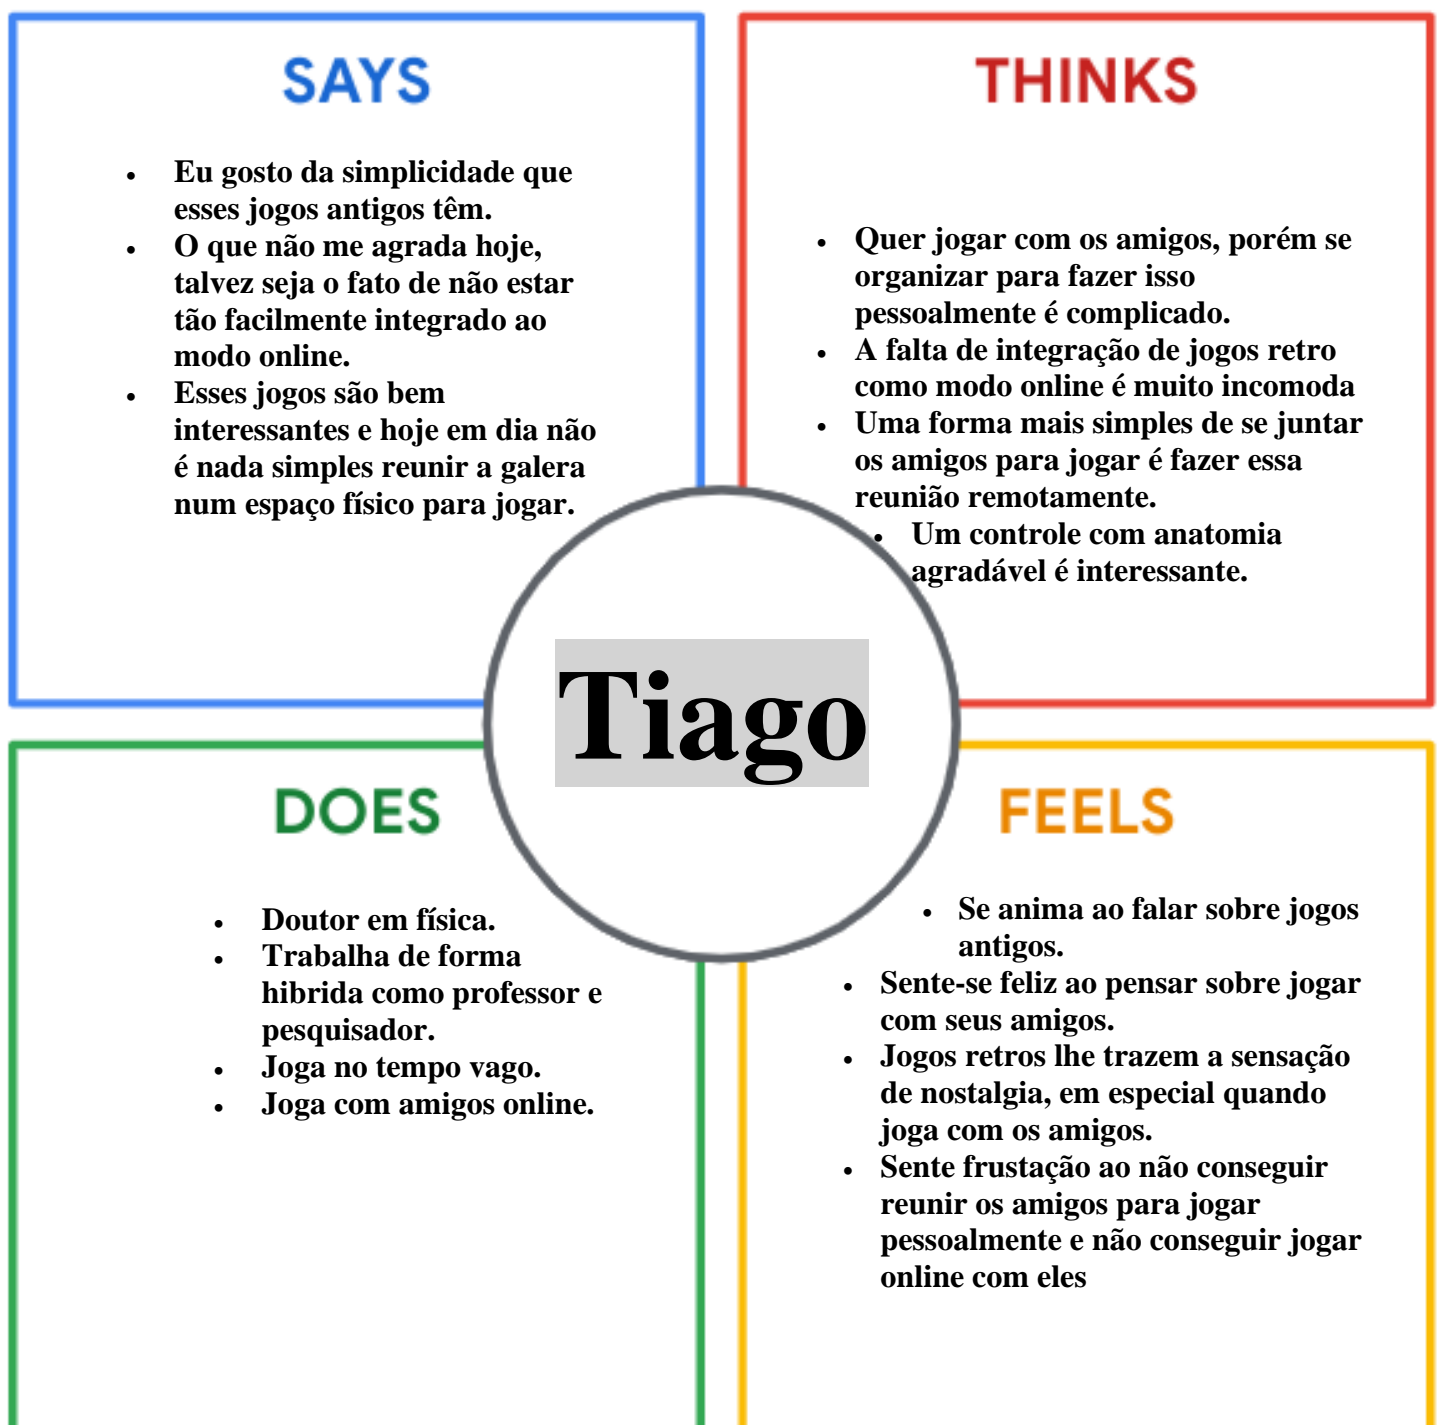 SAYS
• Eu gosto da simplicidade que
esses jogos antigos têm.
• O que não me agrada hoje,
talvez seja o fato de não estar
tão facilmente integrado ao
modo online.
• Esses jogos são bem
interessantes e hoje em dia não
é nada simples reunir a galera
num espaço físico para jogar.
THINKS
• Quer jogar com os amigos, porém se
organizar para fazer isso
pessoalmente é complicado.
• A falta de integração de jogos retro
como modo online é muito incomoda
• Uma forma mais simples de se juntar
os amigos para jogar é fazer essa
reunião remotamente.
• Um controle com anatomia
agradável é interessante.
Tiago
DOES
• Doutor em física.
• Trabalha de forma
hibrida como professor e
pesquisador.
• Joga no tempo vago.
• Joga com amigos online.
FEELS
• Se anima ao falar sobre jogos
antigos.
• Sente-se feliz ao pensar sobre jogar
com seus amigos.
• Jogos retros lhe trazem a sensação
de nostalgia, em especial quando
joga com os amigos.
• Sente frustação ao não conseguir
reunir os amigos para jogar
pessoalmente e não conseguir jogar
online com eles